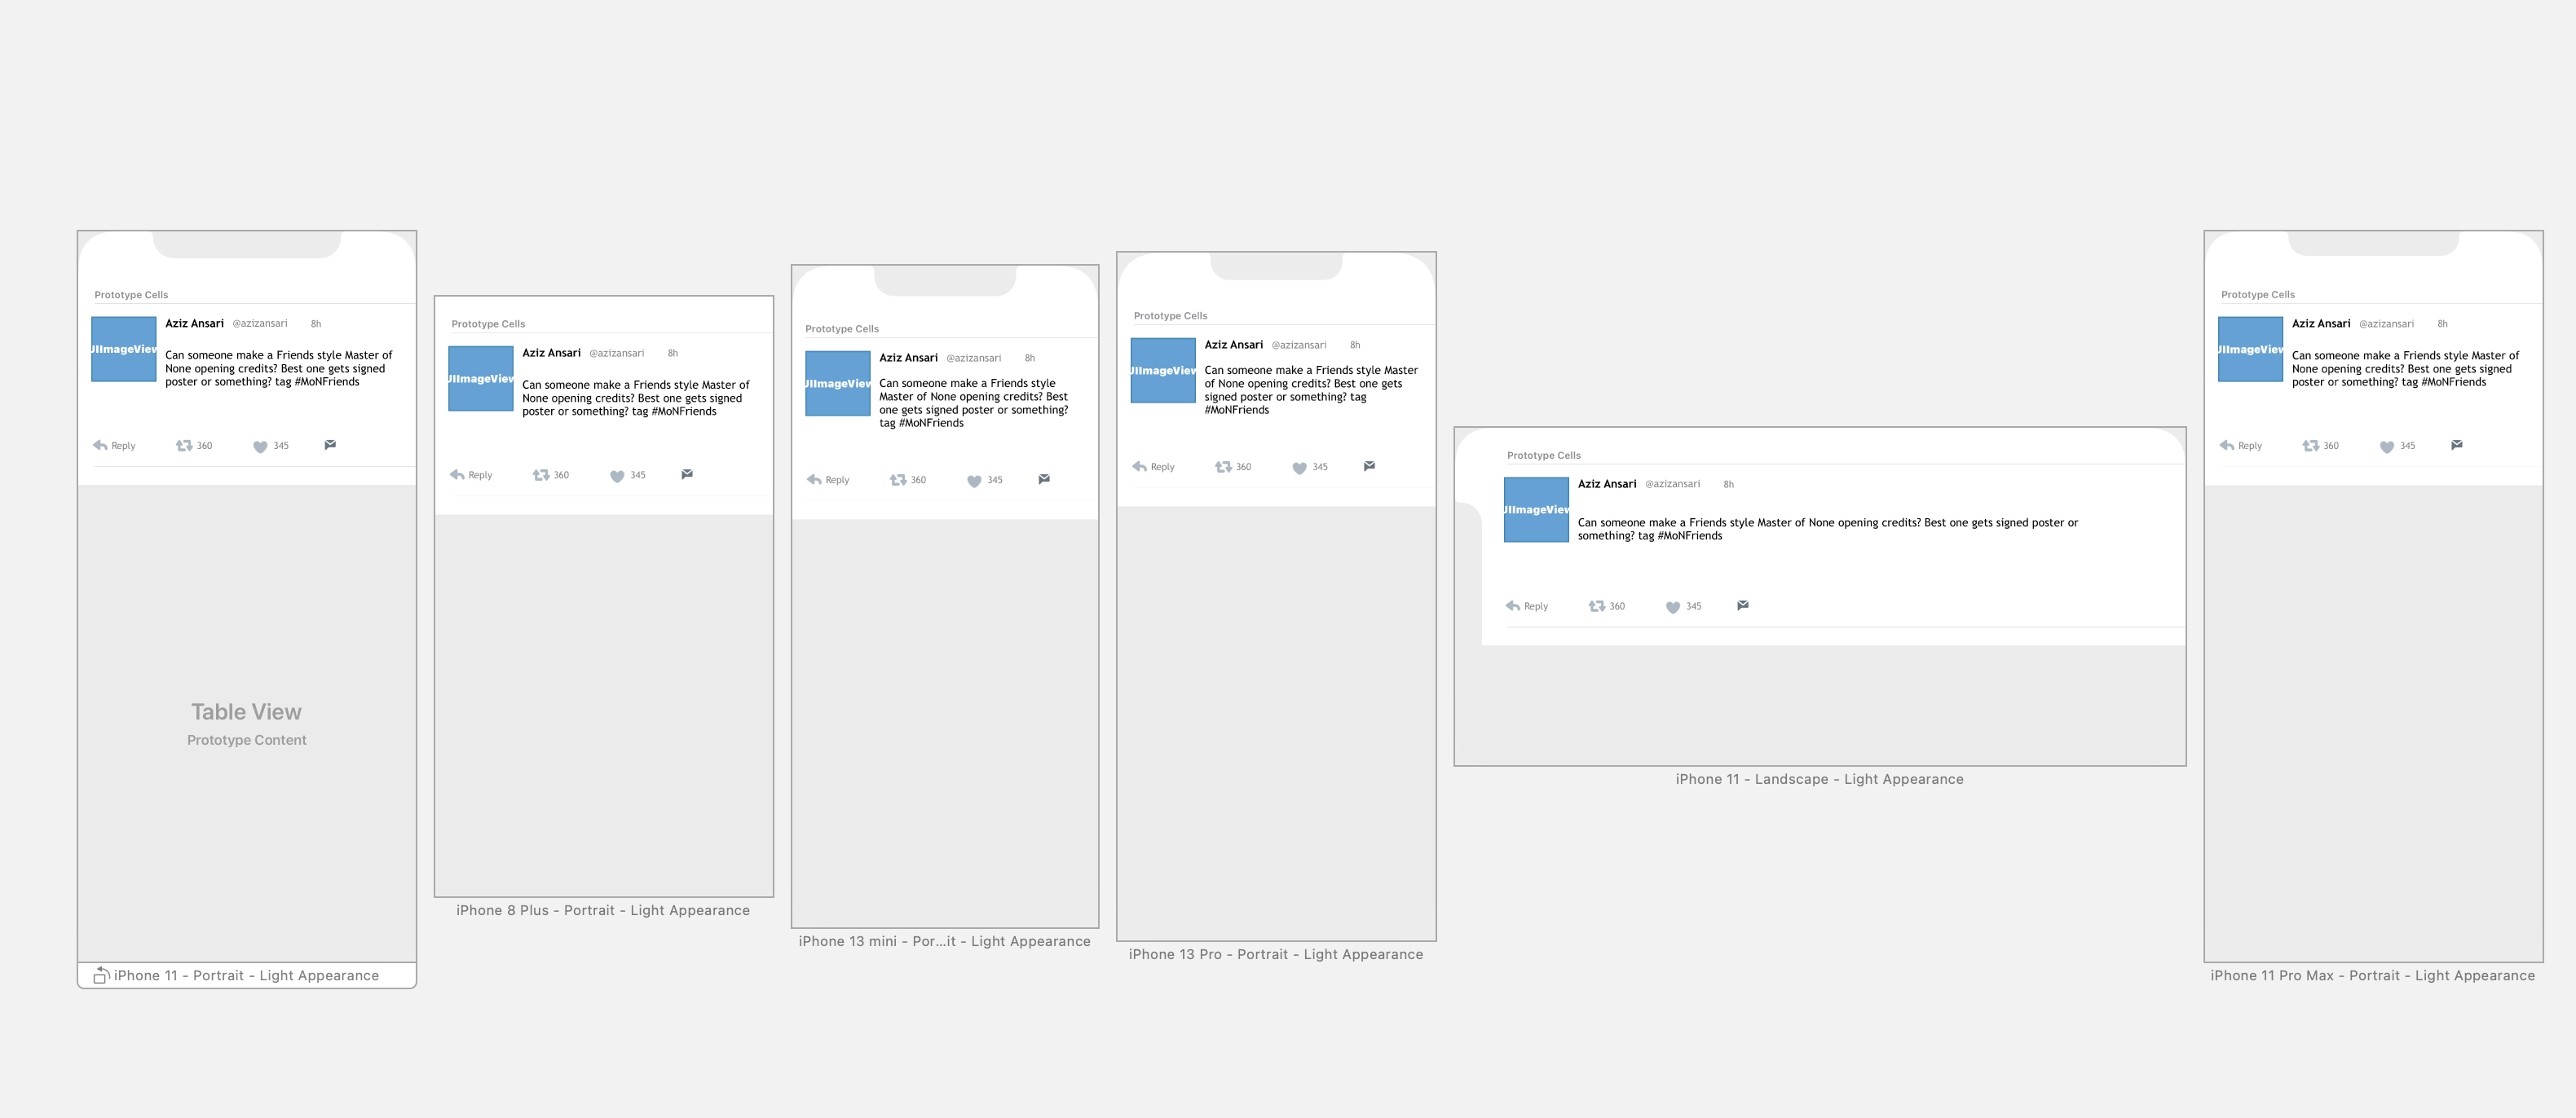 Prototype Cells
Aziz Ansari @azizansari 8h
UIImageView
Can someone make a Friends style Master of
None opening credits? Best one gets signed
poster or something? tag #MoNFriends
Reply 360 345
Table View
Prototype Content
iPhone 11 - Portrait - Light Appearance
Prototype Cells
Aziz Ansari @azizansari 8h
UIImageView
Can someone make a Friends style Master of
None opening credits? Best one gets signed
poster or something? tag #MoNFriends
Reply 360 345
iPhone 8 Plus - Portrait - Light Appearance
Prototype Cells
Aziz Ansari @azizansari 8h
UIImageView
Can someone make a Friends style
Master of None opening credits? Best
one gets signed poster or something?
tag #MoNFriends
Reply 360 345
iPhone 13 mini - Por...it - Light Appearance
Prototype Cells
Aziz Ansari @azizansari 8h
UIImageView
Can someone make a Friends style Master
of None opening credits? Best one gets
signed poster or something? tag
#MoNFriends
Reply 360 345
iPhone 13 Pro - Portrait - Light Appearance
Prototype Cells
Aziz Ansari @azizansari 8h
UIImageView
Can someone make a Friends style Master of None opening credits? Best one gets signed poster or
something? tag #MoNFriends
Reply 360 345
iPhone 11 - Landscape - Light Appearance
Prototype Cells
Aziz Ansari @azizansari 8h
UIImageView
Can someone make a Friends style Master of
None opening credits? Best one gets signed
poster or something? tag #MoNFriends
Reply 360 345
iPhone 11 Pro Max - Portrait - Light Appearance